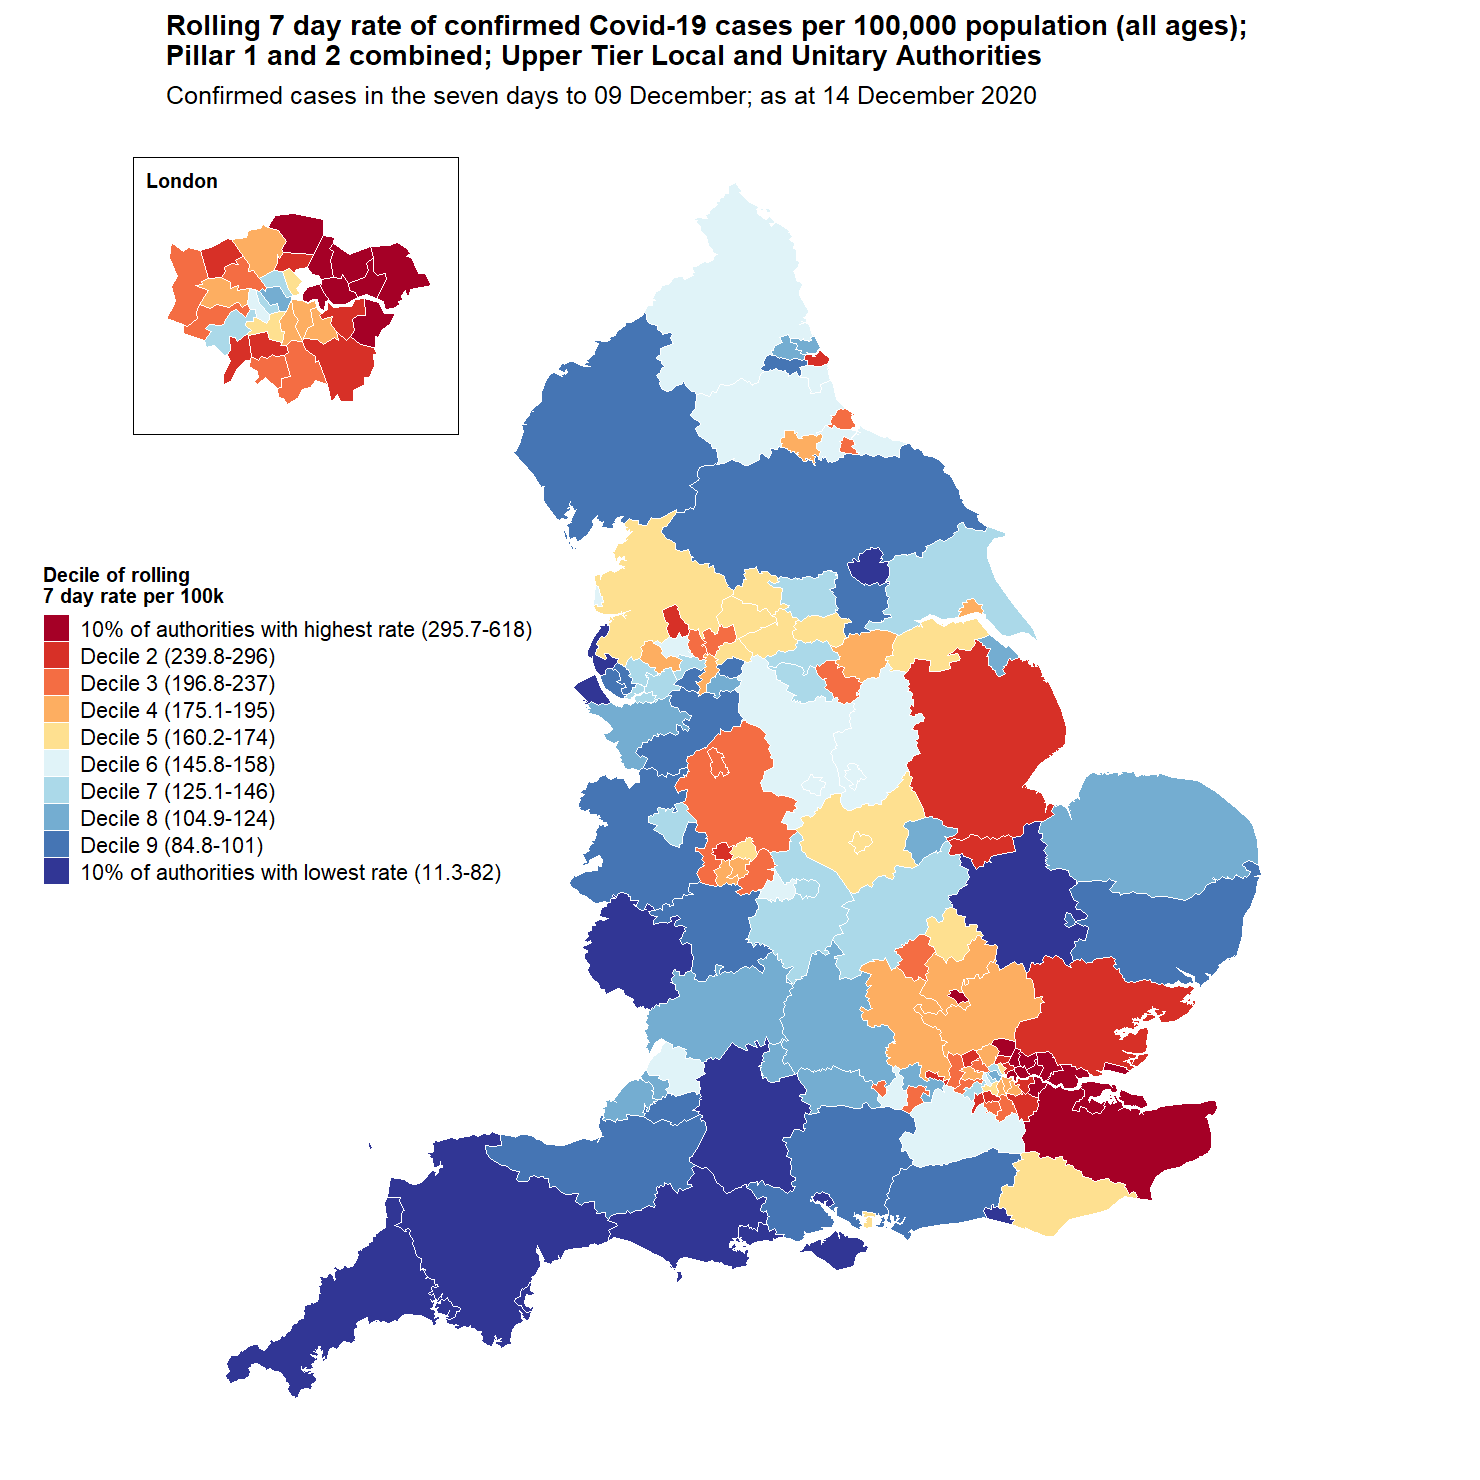 Rolling 7 day rate of confirmed Covid-19 cases per 100,000 population (all ages);
Pillar 1 and 2 combined; Upper Tier Local and Unitary Authorities
Confirmed cases in the seven days to 09 December; as at 14 December 2020
London
Decile of rolling
7 day rate per 100k
10% of authorities with highest rate (295.7-618)
Decile 2 (239.8-296)
Decile 3 (196.8-237)
Decile 4 (175.1-195)
Decile 5 (160.2-174)
Decile 6 (145.8-158)
Decile 7 (125.1-146)
Decile 8 (104.9-124)
Decile 9 (84.8-101)
10% of authorities with lowest rate (11.3-82)